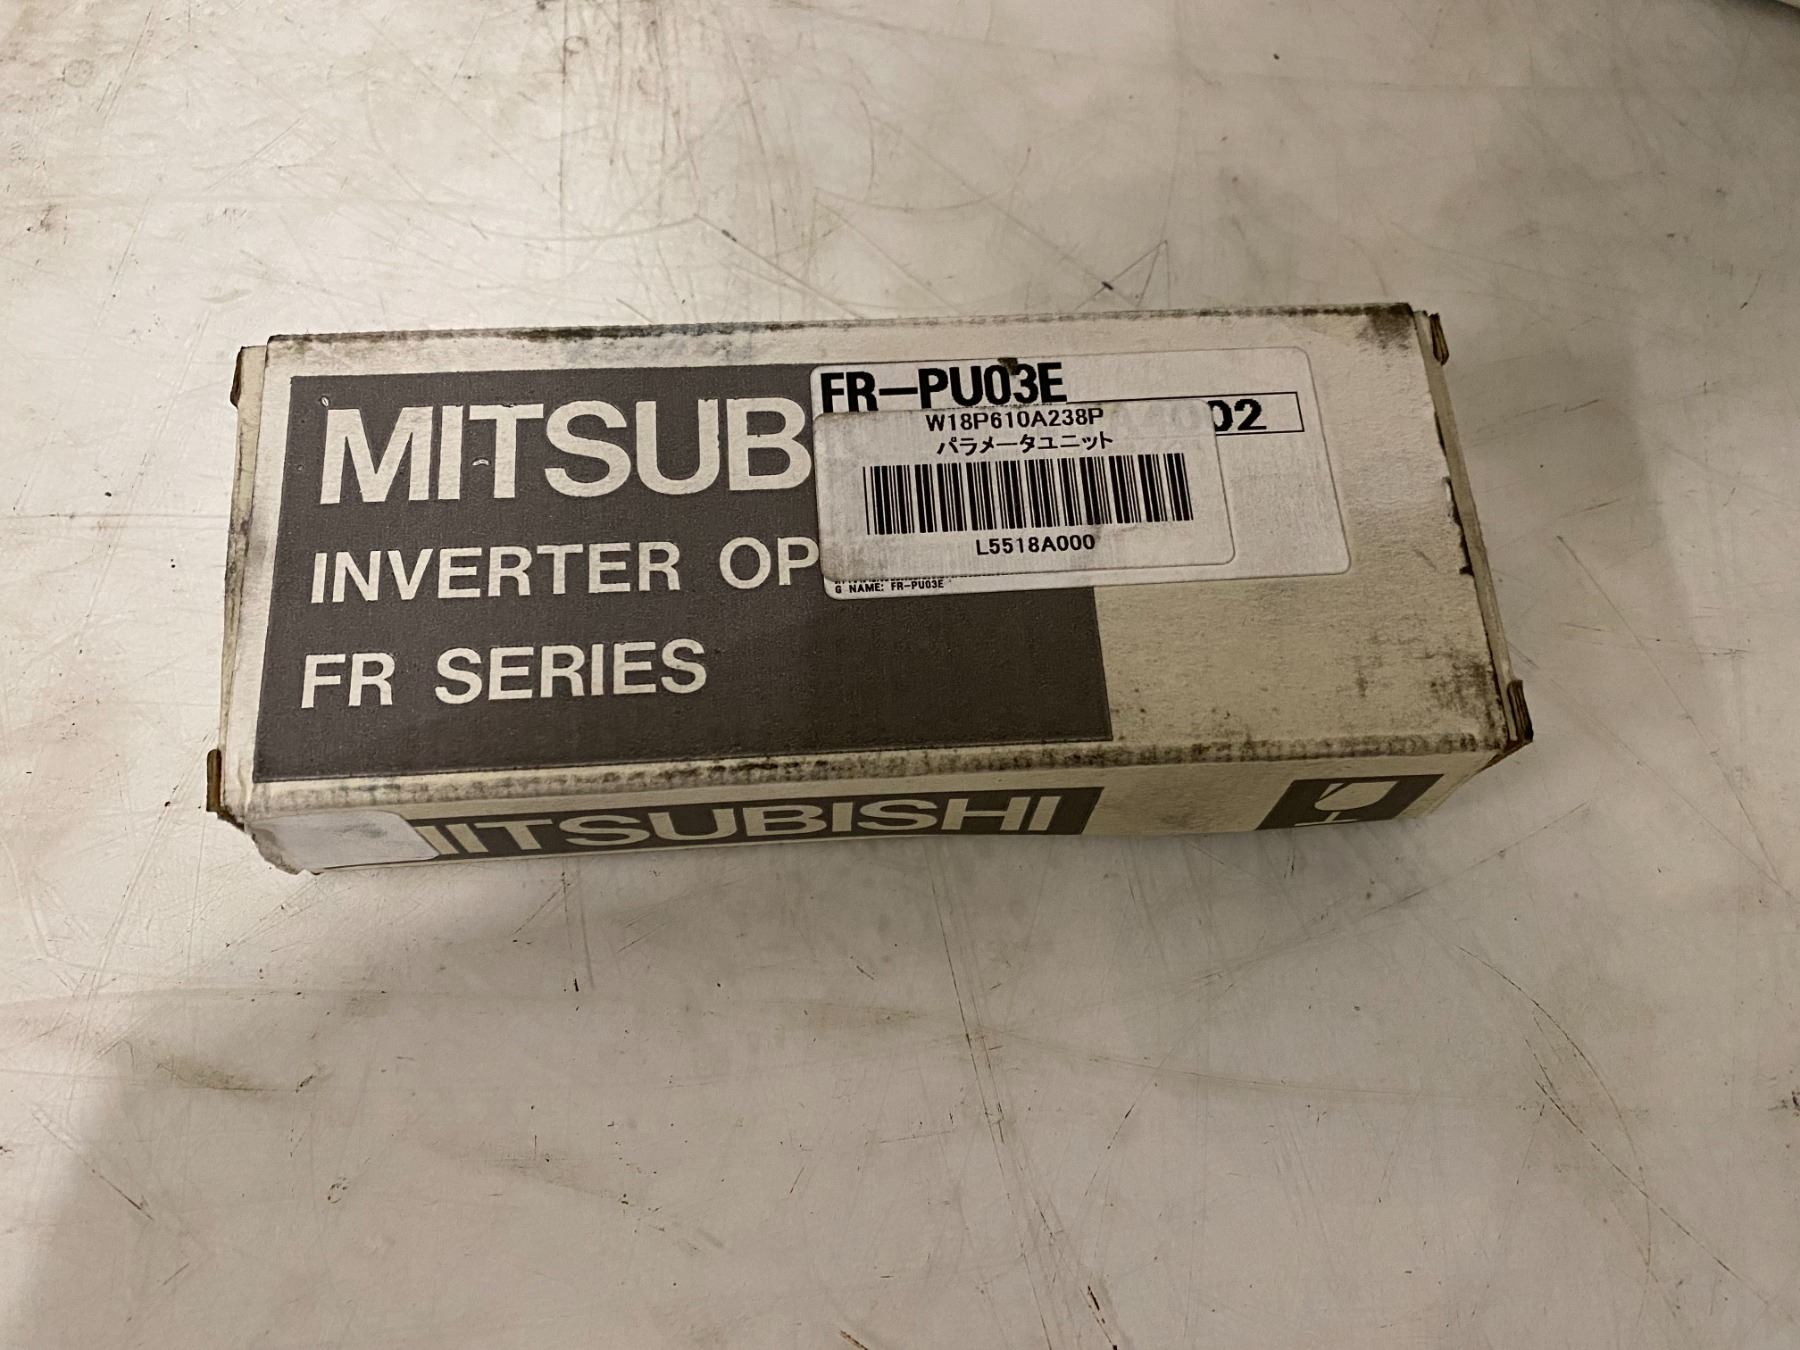 MITSUB
INVERTER OP
FR SERIES
FR-PU03E
02
W18P610A238P
パラメータユニット
L5518A000
G NAME: FR-PU03E
MITSUBISHI